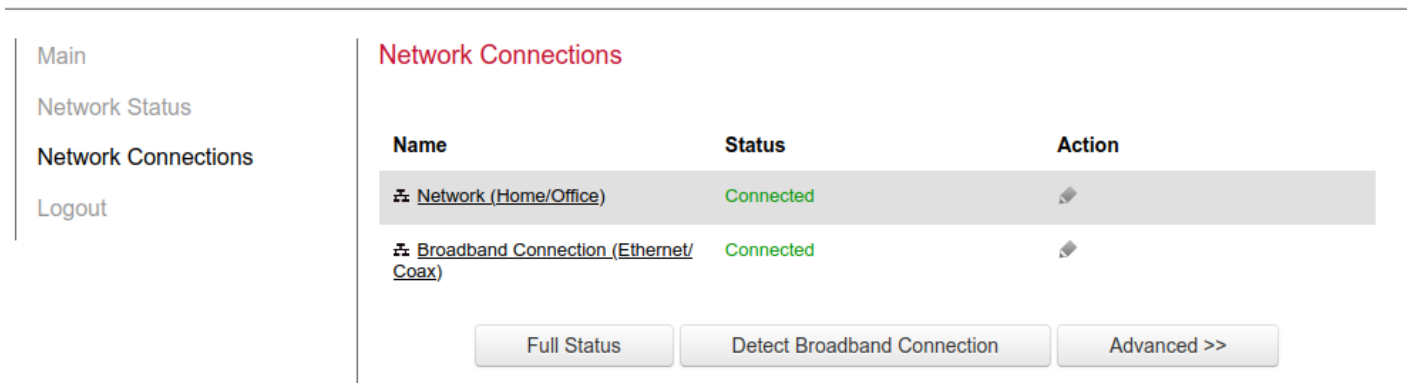 Main
Network Status
Network Connections
Logout
Network Connections
Name Status Action
Network (Home/Office) Connected
Broadband Connection (Ethernet/ Connected
Coax)
Full Status Detect Broadband Connection Advanced >>